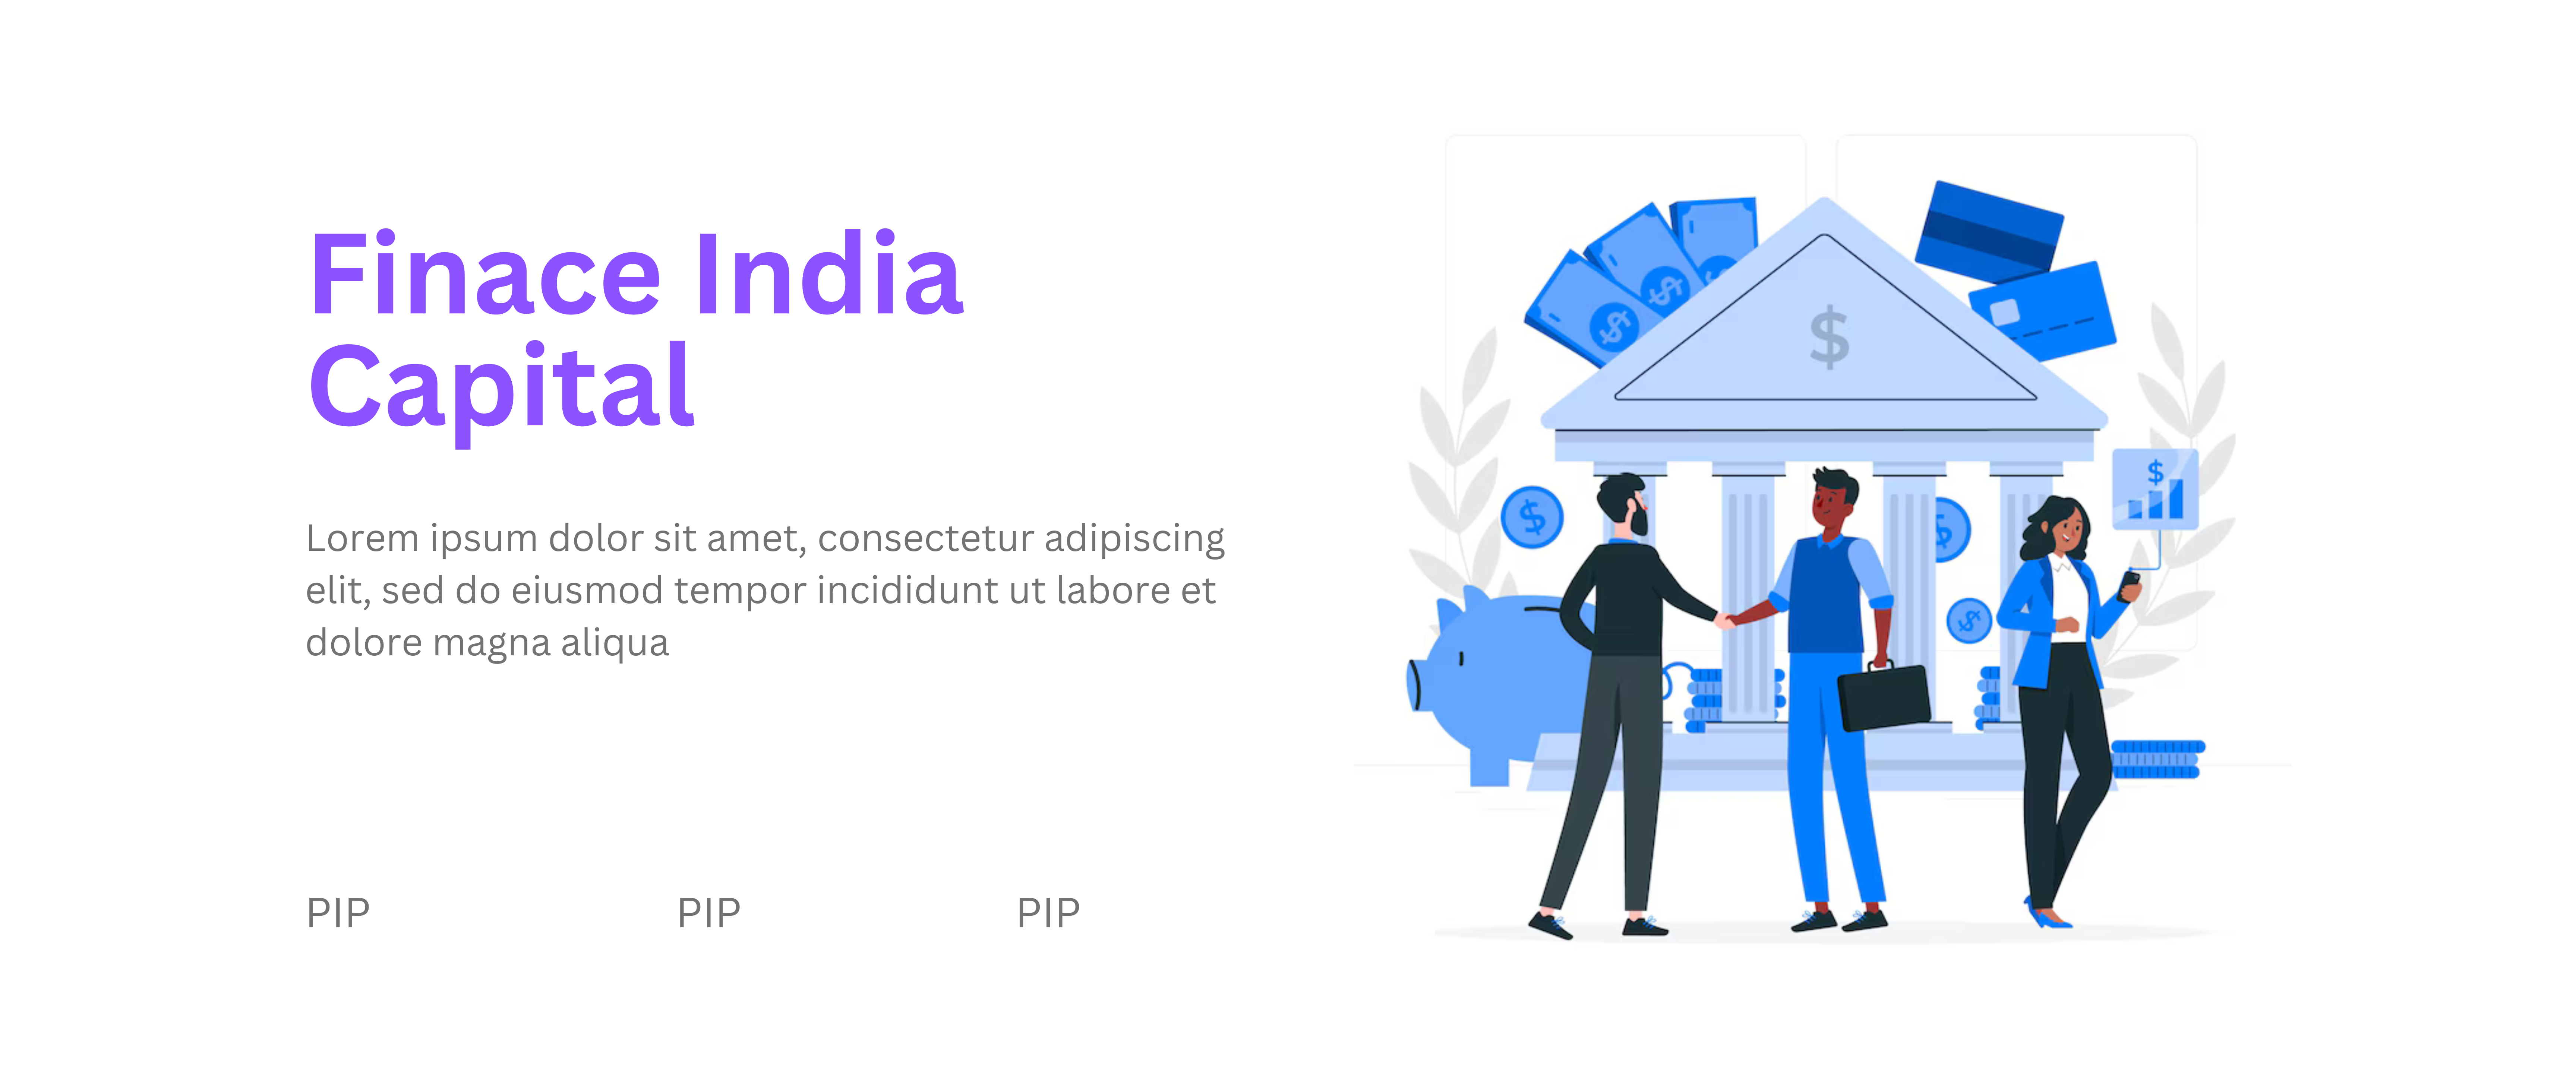 Finace India
Capital
Lorem ipsum dolor sit amet, consectetur adipiscing
elit, sed do eiusmod tempor incididunt ut labore et
dolore magna aliqua
PIP PIP PIP
$
$
$
$
$
$
$
$